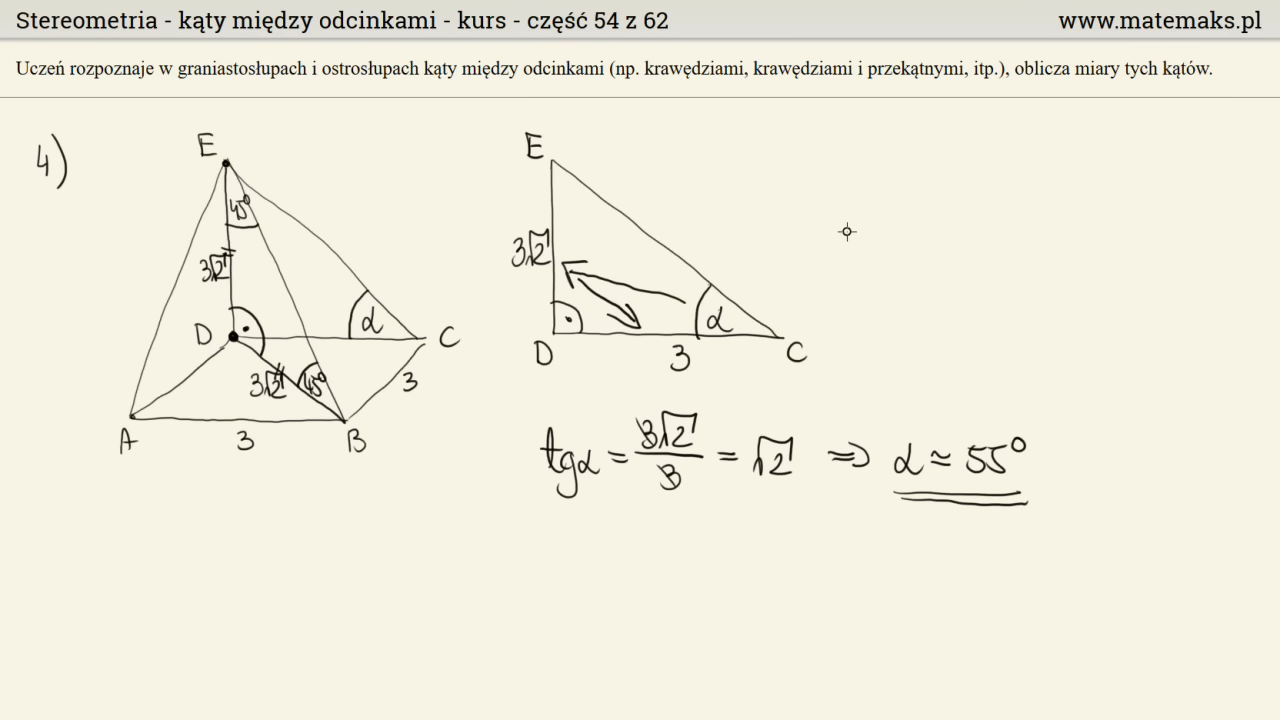 Stereometria - kąty między odcinkami - kurs - część 54 z 62
www.matemaks.pl
Uczeń rozpoznaje w graniastosłupach i ostrosłupach kąty między odcinkami (np. krawędziami, krawędziami i przekątnymi, itp.), oblicza miary tych kątów.
4)
E
45°
3√2
D
α
C
3√2
45°
3
A
3
B
E
3√2
α
D
3
C
tgα = 3√2/3 = √2 ⇒ α ≈ 55°